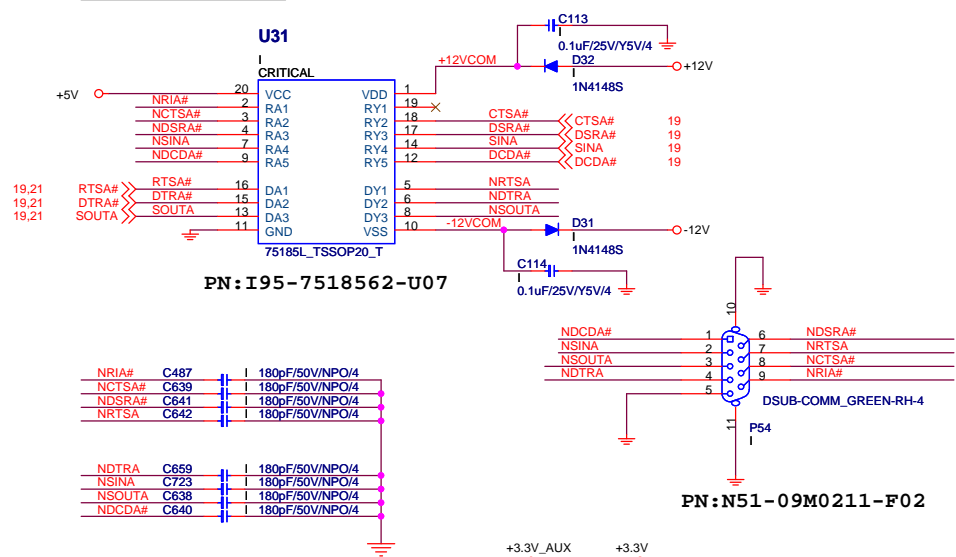 U31
I
CRITICAL
C113
I
0.1uF/25V/Y5V/4
D32
I
1N4148S
+12VCOM
+12V
+5V
20 VCC VDD 1
NRIA# 2 RA1 RY1 19
NCTSA# 3 RA2 RY2 18 CTSA# CTSA# 19
NDSRA# 4 RA3 RY3 17 DSRA# DSRA# 19
NSINA 7 RA4 RY4 14 SINA SINA 19
NDCDA# 9 RA5 RY5 12 DCDA# DCDA# 19
19,21 RTSA# RTSA# 16 DA1 DY1 5 NRTSA
19,21 DTRA# DTRA# 15 DA2 DY2 6 NDTRA
19,21 SOUTA SOUTA 13 DA3 DY3 8 NSOUTA
11 GND VSS 10 -12VCOM
D31
I
1N4148S
-12V
75185L_TSSOP20_T
PN:I95-7518562-U07
C114
I
0.1uF/25V/Y5V/4
10
NDCDA# 1 6 NDSRA#
NSINA 2 7 NRTSA
NSOUTA 3 8 NCTSA#
NDTRA 4 9 NRIA#
5
DSUB-COMM_GREEN-RH-4
11
P54
I
PN:N51-09M0211-F02
NRIA# C487 I 180pF/50V/NPO/4
NCTSA# C639 I 180pF/50V/NPO/4
NDSRA# C641 I 180pF/50V/NPO/4
NRTSA C642 I 180pF/50V/NPO/4
NDTRA C659 I 180pF/50V/NPO/4
NSINA C723 I 180pF/50V/NPO/4
NSOUTA C638 I 180pF/50V/NPO/4
NDCDA# C640 I 180pF/50V/NPO/4
+3.3V_AUX +3.3V